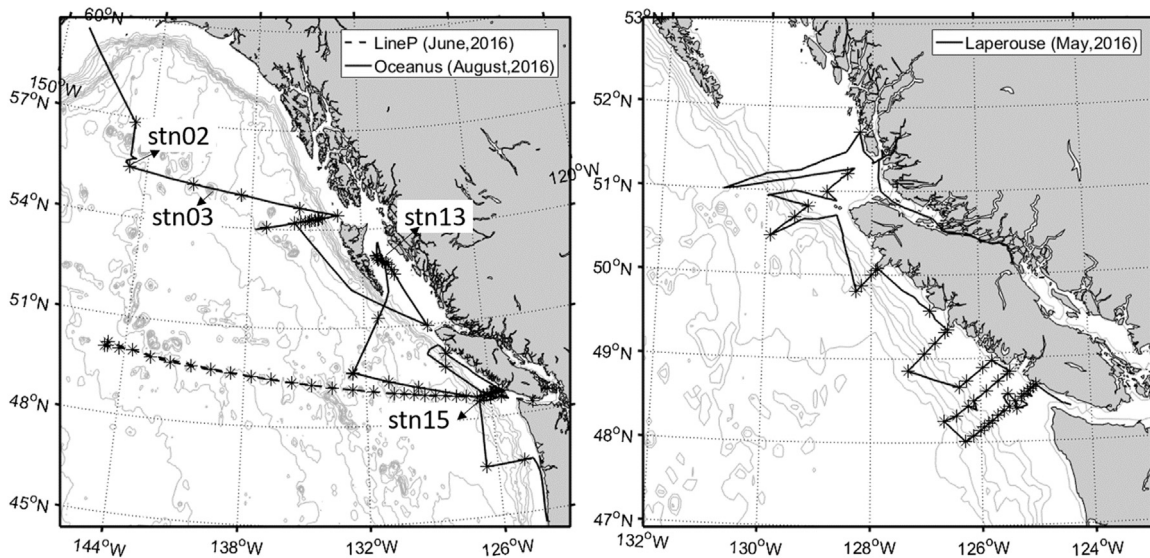 60°N
LineP (June,2016)
Oceanus (August,2016)
150°W
57°N
stn02
120°W
54°N
stn03
stn13
51°N
48°N
stn15
45°N
144°W
138°W
132°W
126°W
53°N
Laperouse (May,2016)
52°N
51°N
50°N
49°N
48°N
47°N
132°W
130°W
128°W
126°W
124°W